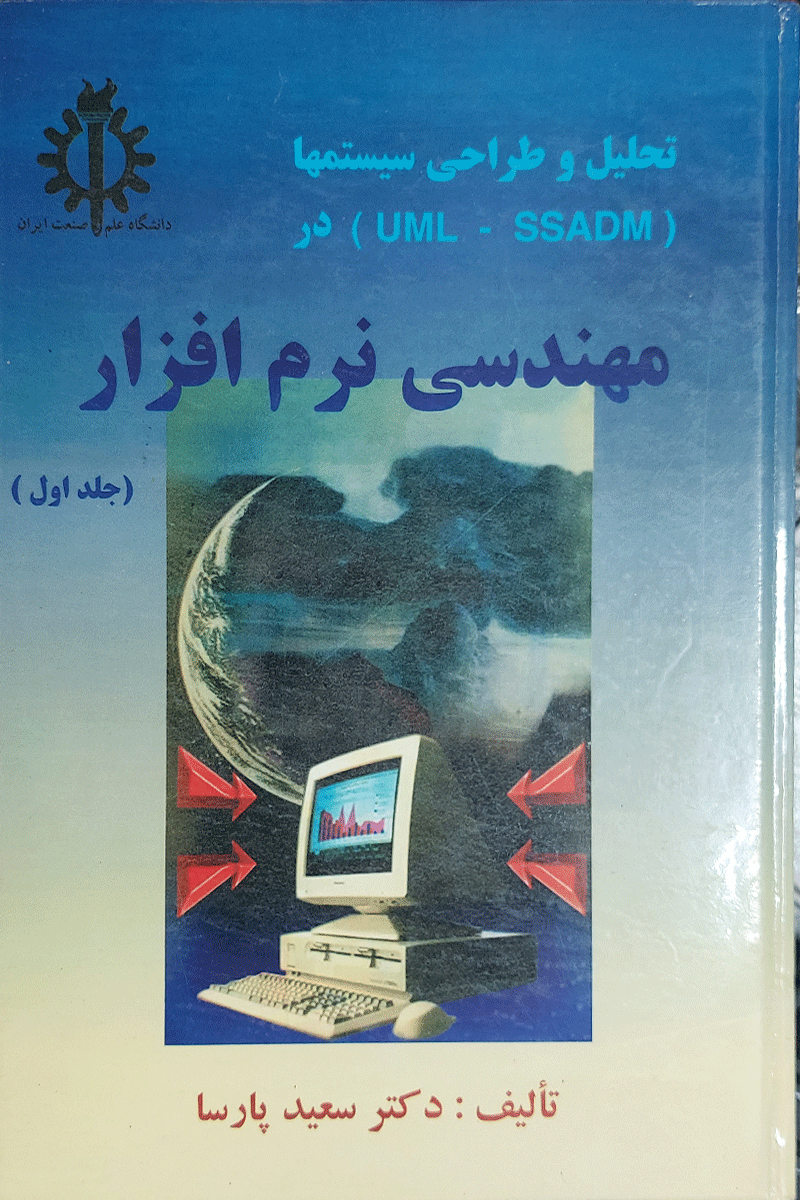 دانشگاه علم و صنعت ایران
تحلیل و طراحی سیستمها
( UML - SSADM ) در
مهندسی نرم افزار
(جلد اول)
تألیف : دکتر سعید پارسا